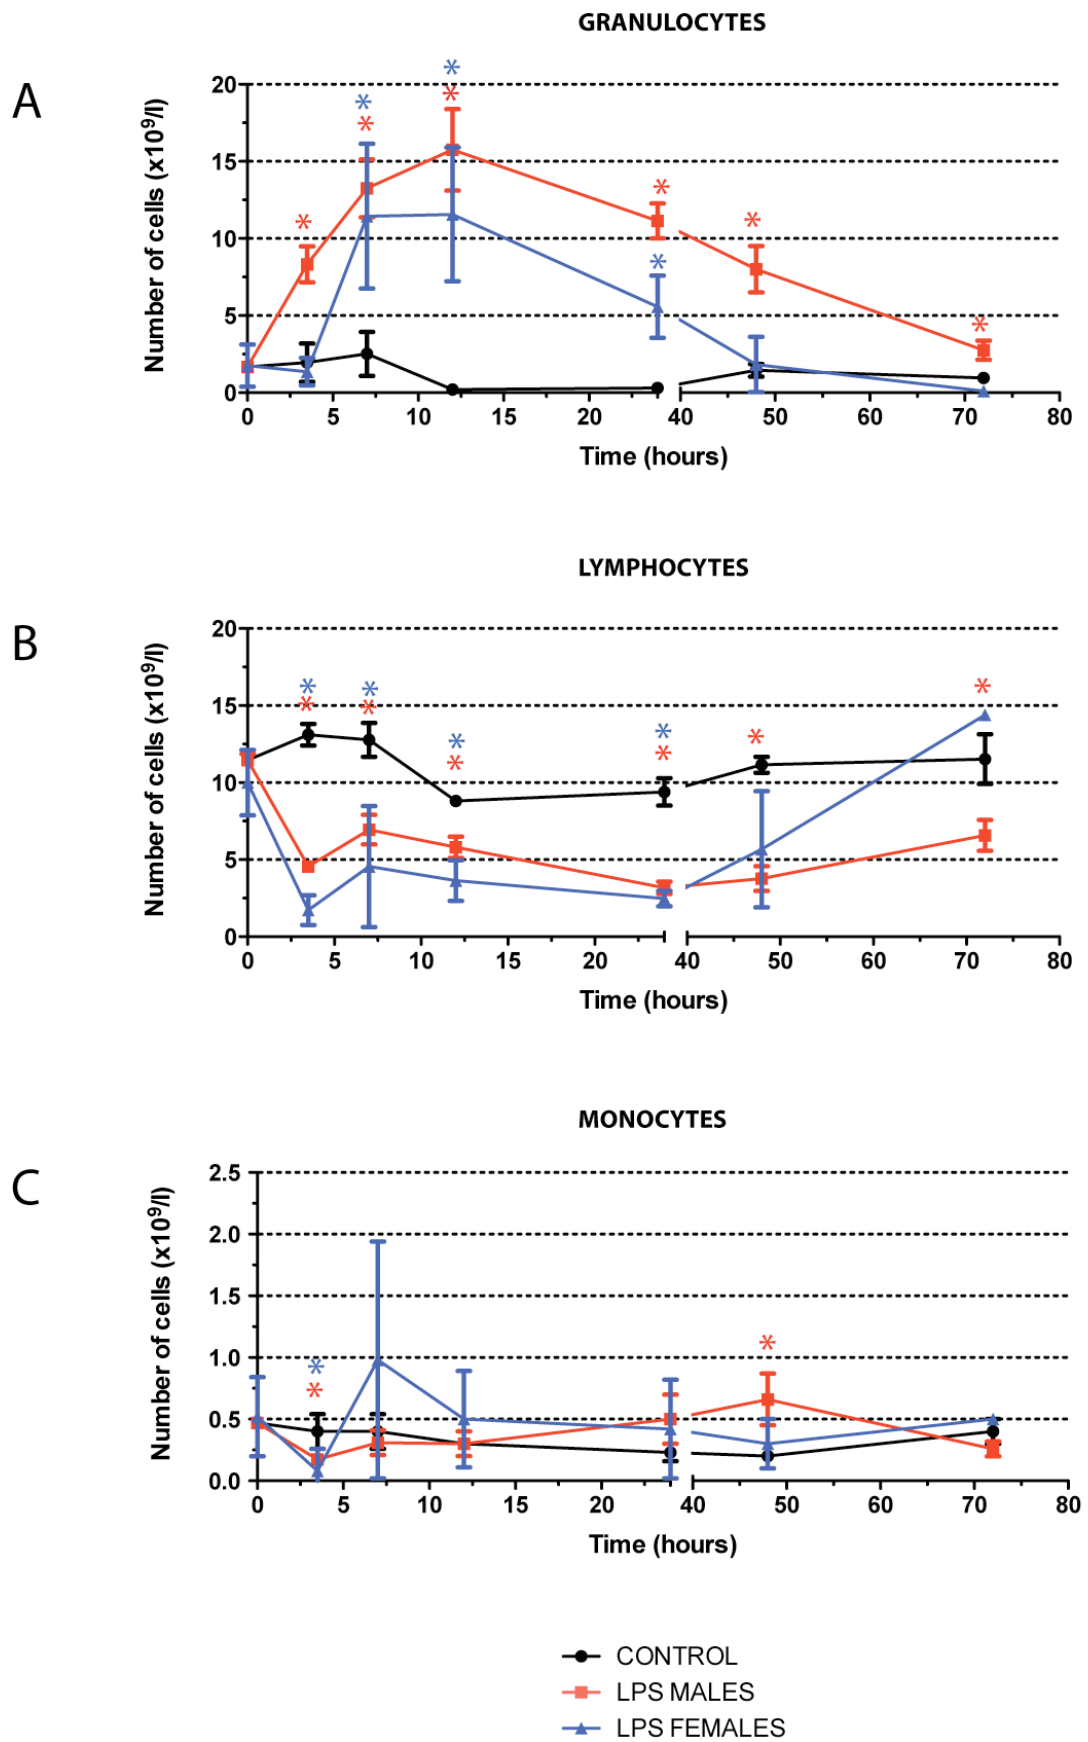 GRANULOCYTES
A
Number of cells (x10⁹/l)
20
15
10
5
0
* * * * * * * * *
0 5 10 15 20 40 50 60 70 80
Time (hours)
LYMPHOCYTES
B
Number of cells (x10⁹/l)
20
15
10
5
0
* * * * * * * * * *
0 5 10 15 20 40 50 60 70 80
Time (hours)
MONOCYTES
C
Number of cells (x10⁹/l)
2.5
2.0
1.5
1.0
0.5
0.0
* * *
0 5 10 15 20 40 50 60 70 80
Time (hours)
CONTROL
LPS MALES
LPS FEMALES